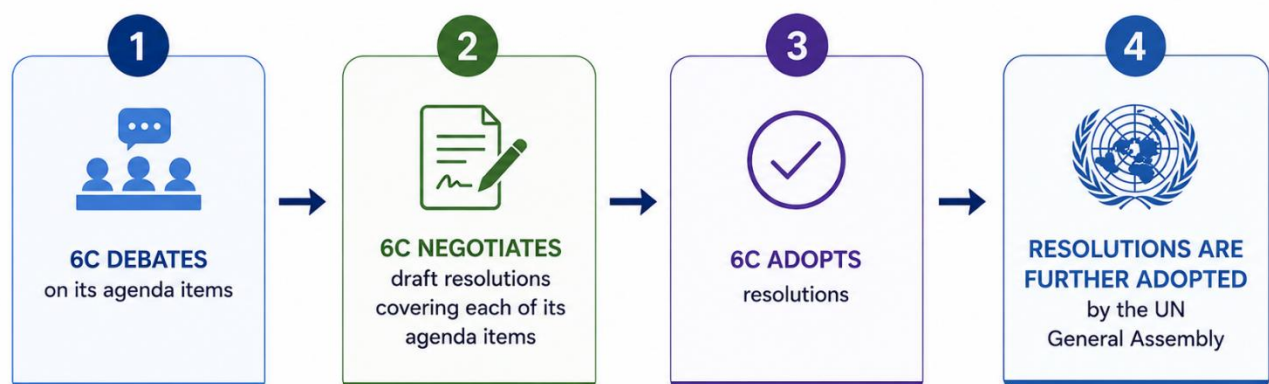 1
6C DEBATES
on its agenda items
2
6C NEGOTIATES
draft resolutions
covering each of its
agenda items
3
6C ADOPTS
resolutions
4
RESOLUTIONS ARE
FURTHER ADOPTED
by the UN
General Assembly